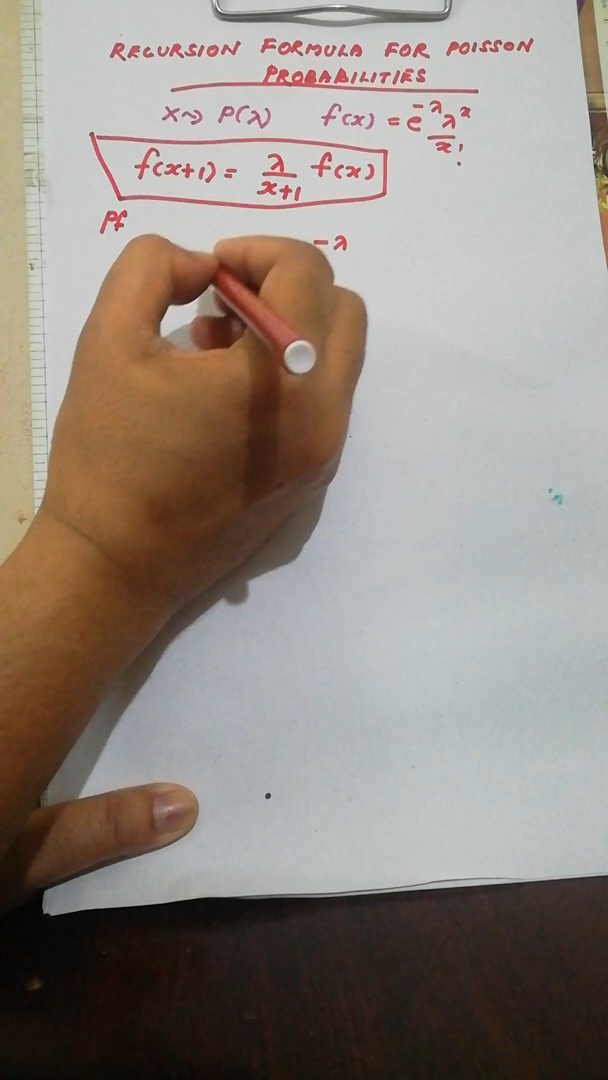 RECURSION FORMULA FOR POISSON
PROBABILITIES
X~P(λ) f(x) = e^-λ λ^x / x!
f(x+1) = λ/(x+1) f(x)
Pf
-λ